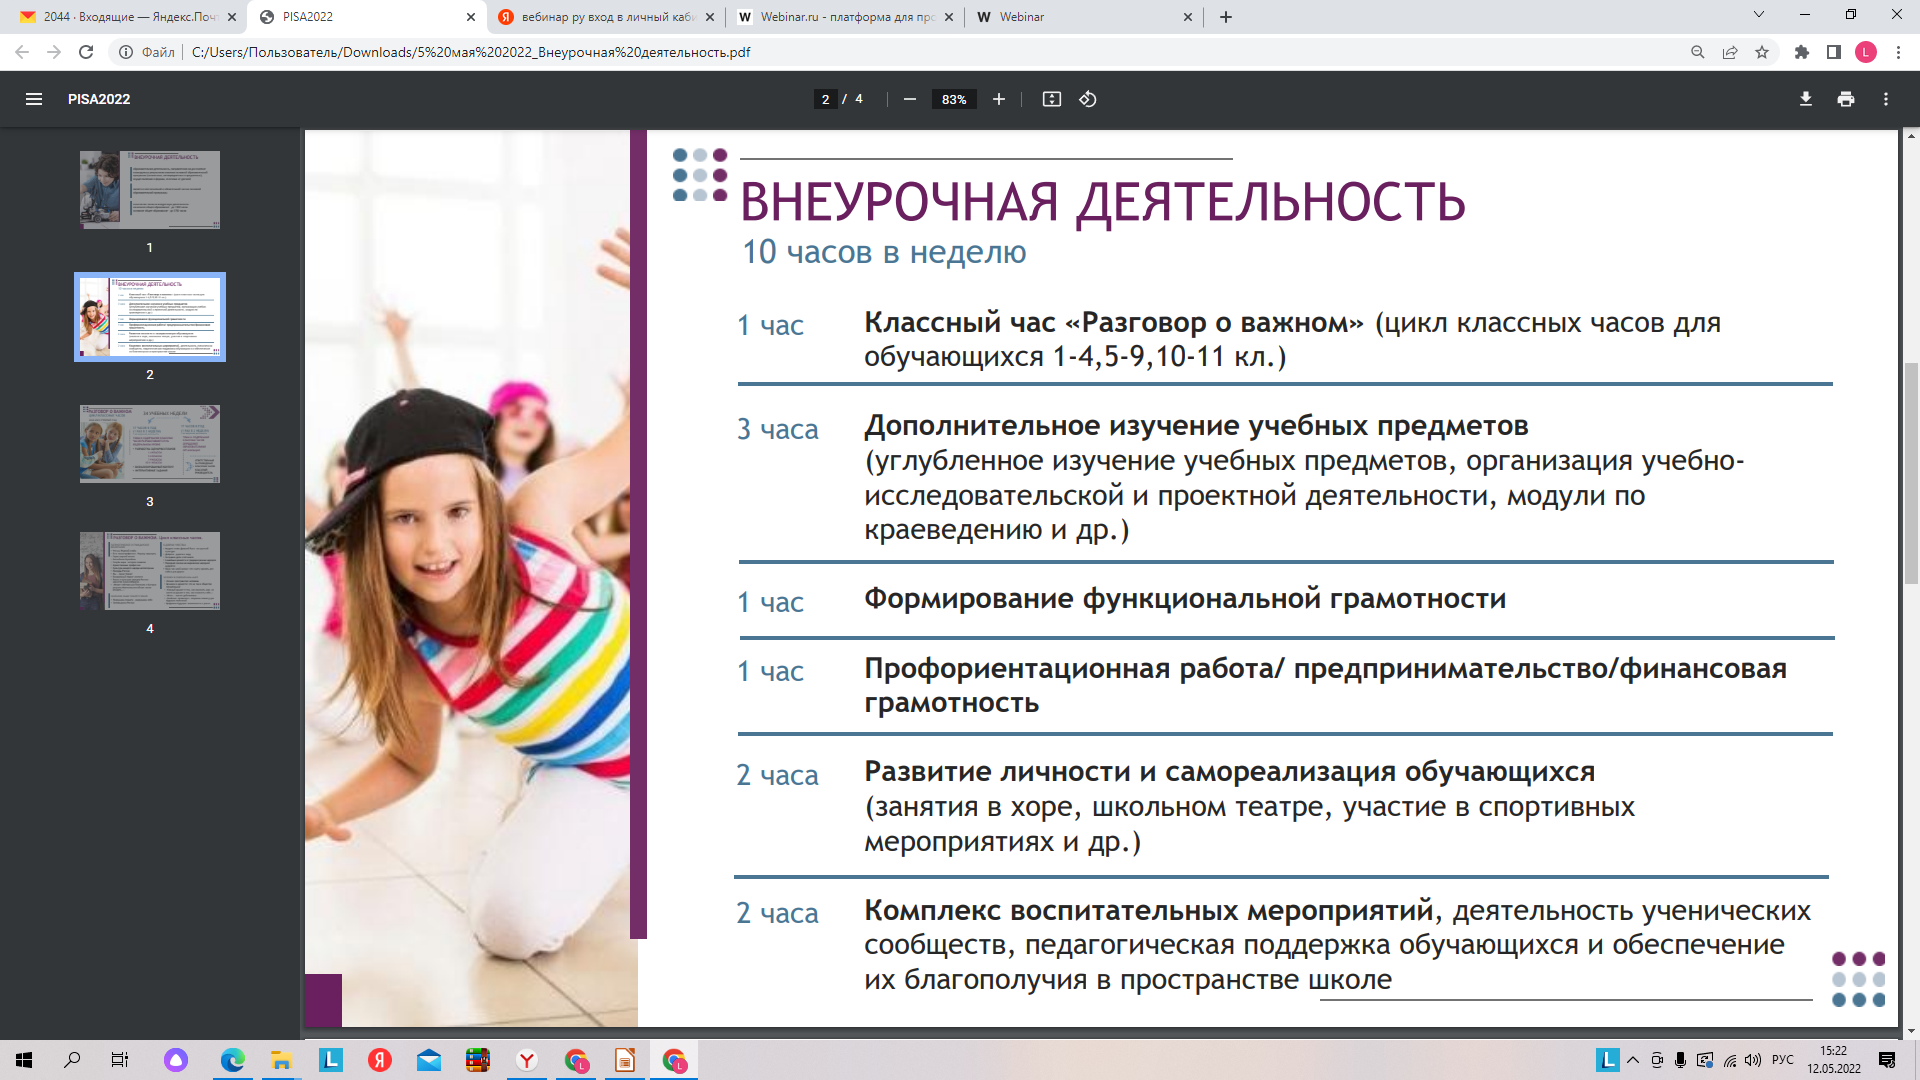 2044 · Входящие — Яндекс.Поч
PISA2022
вебинар ру вход в личный каби
Webinar.ru - платформа для про
Webinar
Файл
C:/Users/Пользователь/Downloads/5%20мая%202022_Внеурочная%20деятельность.pdf
L
PISA2022
2 / 4
83%
1
2
3
4
ВНЕУРОЧНАЯ ДЕЯТЕЛЬНОСТЬ
10 часов в неделю
1 час Классный час «Разговор о важном» (цикл классных часов для
обучающихся 1-4,5-9,10-11 кл.)
3 часа Дополнительное изучение учебных предметов
(углубленное изучение учебных предметов, организация учебно-
исследовательской и проектной деятельности, модули по
краеведению и др.)
1 час Формирование функциональной грамотности
1 час Профориентационная работа/ предпринимательство/финансовая
грамотность
2 часа Развитие личности и самореализация обучающихся
(занятия в хоре, школьном театре, участие в спортивных
мероприятиях и др.)
2 часа Комплекс воспитательных мероприятий, деятельность ученических
сообществ, педагогическая поддержка обучающихся и обеспечение
их благополучия в пространстве школе
РУС
15:22
12.05.2022